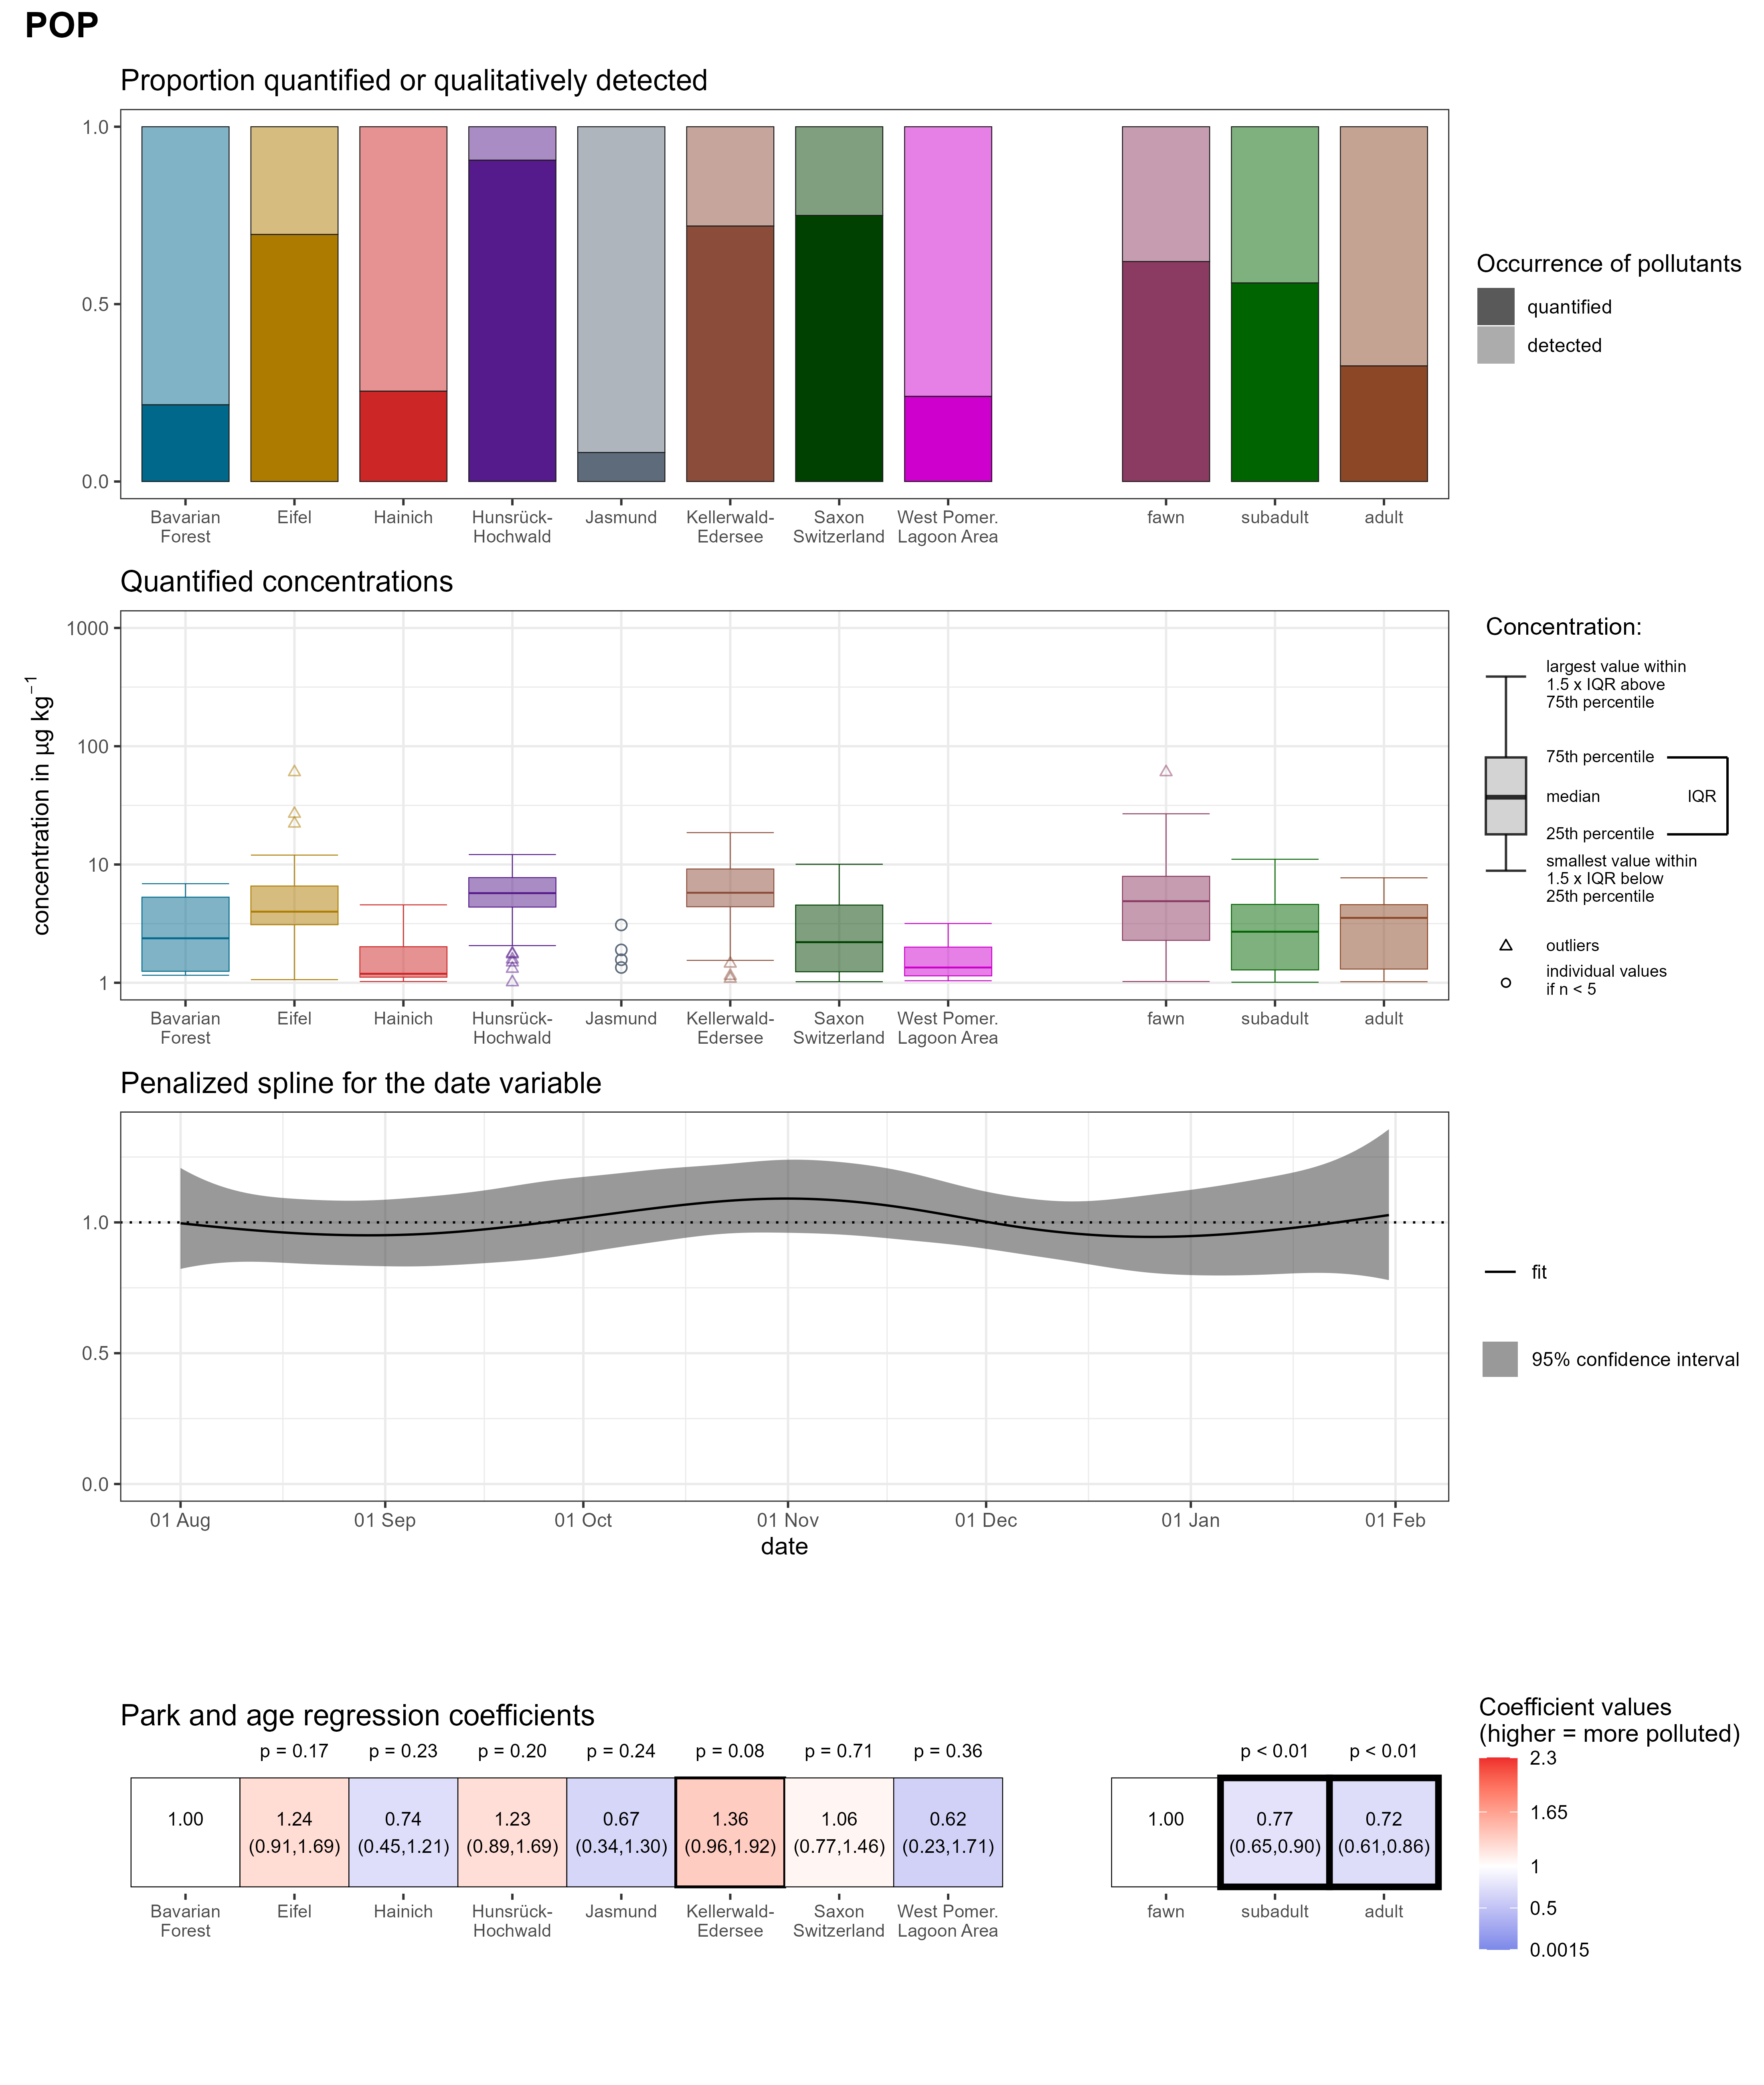 POP
Proportion quantified or qualitatively detected
1.0
0.5
0.0
Bavarian Forest
Eifel
Hainich
Hunsrück-Hochwald
Jasmund
Kellerwald-Edersee
Saxon Switzerland
West Pomer. Lagoon Area
fawn
subadult
adult
Occurrence of pollutants
quantified
detected
Quantified concentrations
concentration in µg kg⁻¹
1000
100
10
1
Bavarian Forest
Eifel
Hainich
Hunsrück-Hochwald
Jasmund
Kellerwald-Edersee
Saxon Switzerland
West Pomer. Lagoon Area
fawn
subadult
adult
Concentration:
largest value within
1.5 x IQR above
75th percentile
75th percentile
median
IQR
25th percentile
smallest value within
1.5 x IQR below
25th percentile
outliers
individual values
if n < 5
Penalized spline for the date variable
1.0
0.5
0.0
01 Aug
01 Sep
01 Oct
01 Nov
01 Dec
01 Jan
01 Feb
date
fit
95% confidence interval
Park and age regression coefficients
p = 0.17
p = 0.23
p = 0.20
p = 0.24
p = 0.08
p = 0.71
p = 0.36
p < 0.01
p < 0.01
1.00
1.24
(0.91,1.69)
0.74
(0.45,1.21)
1.23
(0.89,1.69)
0.67
(0.34,1.30)
1.36
(0.96,1.92)
1.06
(0.77,1.46)
0.62
(0.23,1.71)
1.00
0.77
(0.65,0.90)
0.72
(0.61,0.86)
Bavarian Forest
Eifel
Hainich
Hunsrück-Hochwald
Jasmund
Kellerwald-Edersee
Saxon Switzerland
West Pomer. Lagoon Area
fawn
subadult
adult
Coefficient values
(higher = more polluted)
2.3
1.65
1
0.5
0.0015